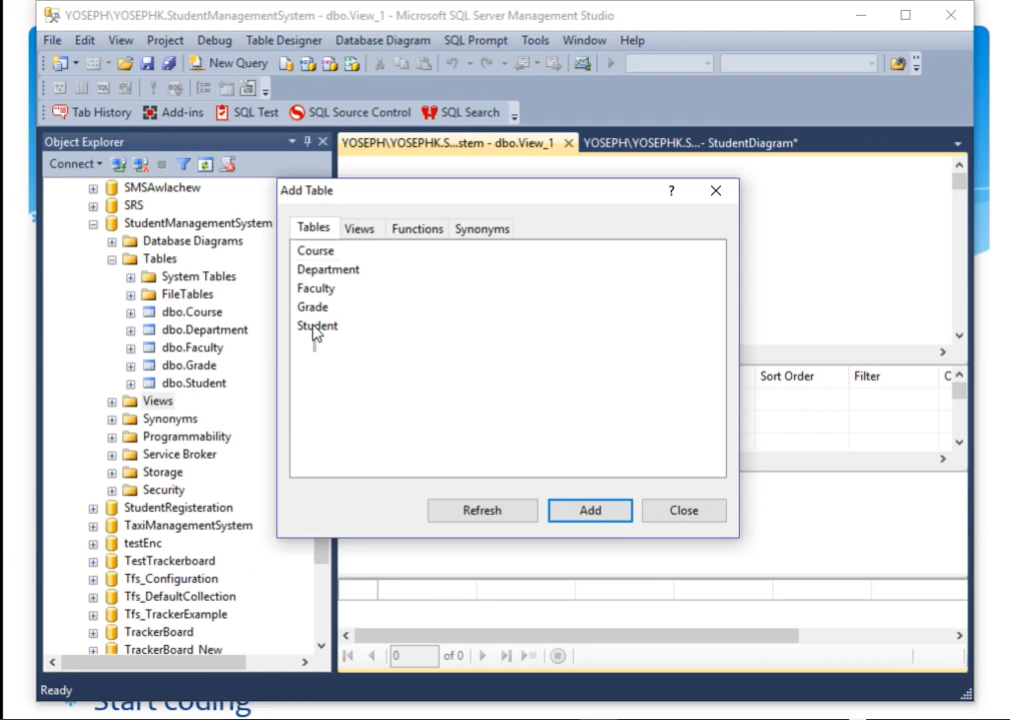 YOSEPH\YOSEPHK.StudentManagementSystem - dbo.View_1 - Microsoft SQL Server Management Studio
File Edit View Project Debug Table Designer Database Diagram SQL Prompt Tools Window Help
New Query
Tab History Add-ins SQL Test SQL Source Control SQL Search
Object Explorer
YOSEPH\YOSEPHK.S...stem - dbo.View_1
YOSEPH\YOSEPHK.S...- StudentDiagram*
Connect
SMSAwlachew
SRS
StudentManagementSystem
Database Diagrams
Tables
System Tables
FileTables
dbo.Course
dbo.Department
dbo.Faculty
dbo.Grade
dbo.Student
Views
Synonyms
Programmability
Service Broker
Storage
Security
StudentRegisteration
TaxiManagementSystem
testEnc
TestTrackerboard
Tfs_Configuration
Tfs_DefaultCollection
Tfs_TrackerExample
TrackerBoard
TrackerBoard_New
Add Table
?
Tables Views Functions Synonyms
Course
Department
Faculty
Grade
Student
Refresh Add Close
Sort Order Filter
0 of 0
Ready
Start coding